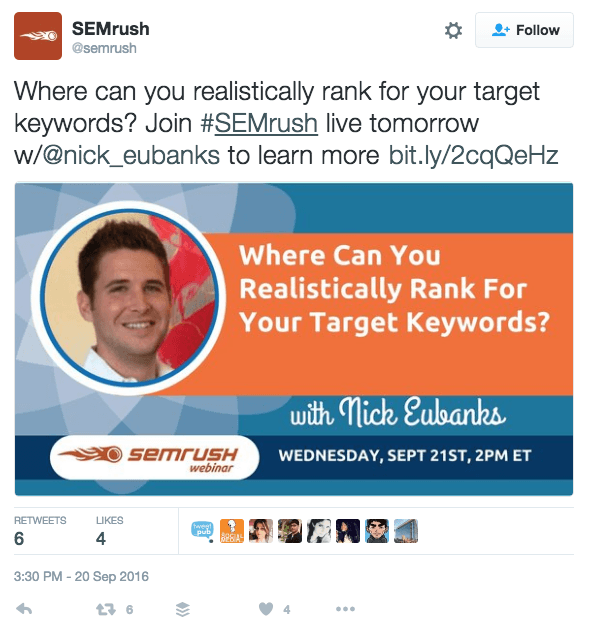 SEMrush
@semrush
Follow
Where can you realistically rank for your target
keywords? Join #SEMrush live tomorrow
w/@nick_eubanks to learn more bit.ly/2cqQeHz
Where Can You
Realistically Rank For
Your Target Keywords?
with Nick Eubanks
semrush
webinar
WEDNESDAY, SEPT 21ST, 2PM ET
RETWEETS
LIKES
6
4
tweet
pub
3:30 PM - 20 Sep 2016
6
4